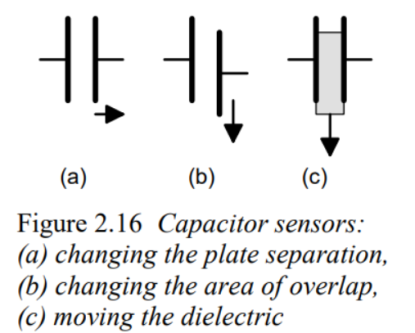 (a) (b) (c)
Figure 2.16 Capacitor sensors:
(a) changing the plate separation,
(b) changing the area of overlap,
(c) moving the dielectric